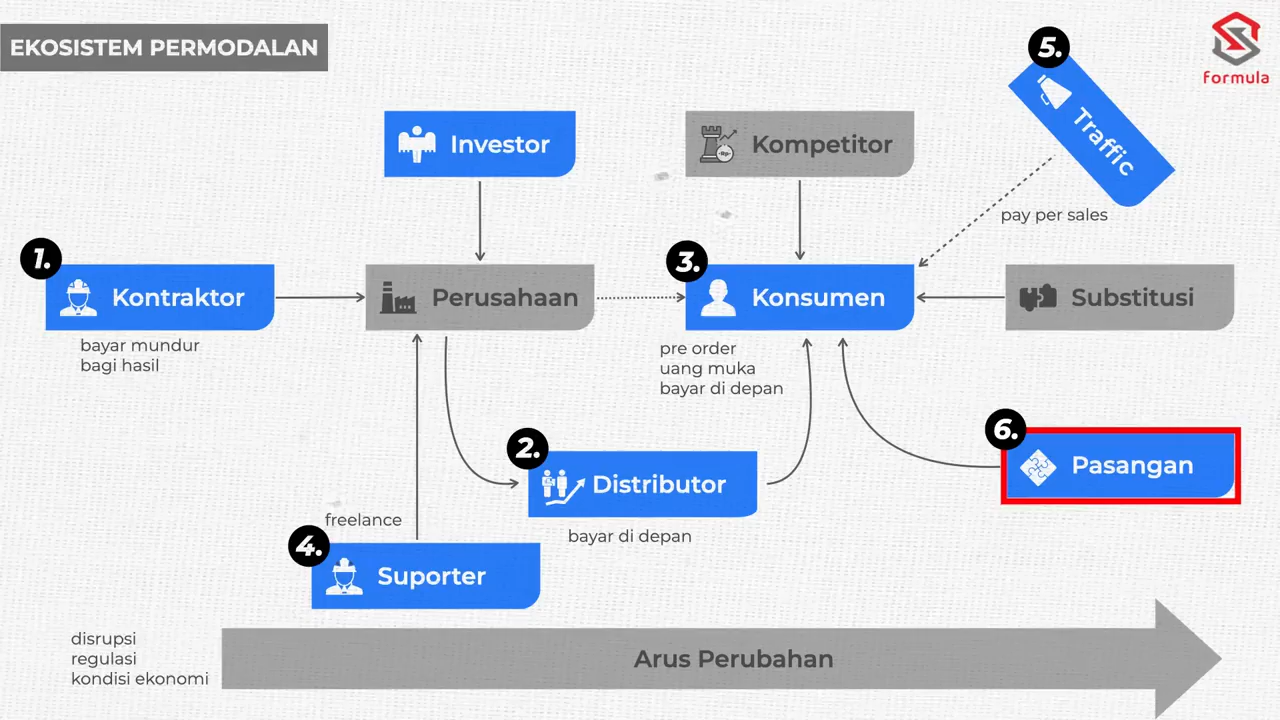 EKOSISTEM PERMODALAN
formula
5.
Traffic
Investor
Kompetitor
pay per sales
1.
Kontraktor
Perusahaan
3.
Konsumen
Substitusi
bayar mundur
bagi hasil
pre order
uang muka
bayar di depan
6.
Pasangan
2.
Distributor
bayar di depan
freelance
4.
Suporter
disrupsi
regulasi
kondisi ekonomi
Arus Perubahan